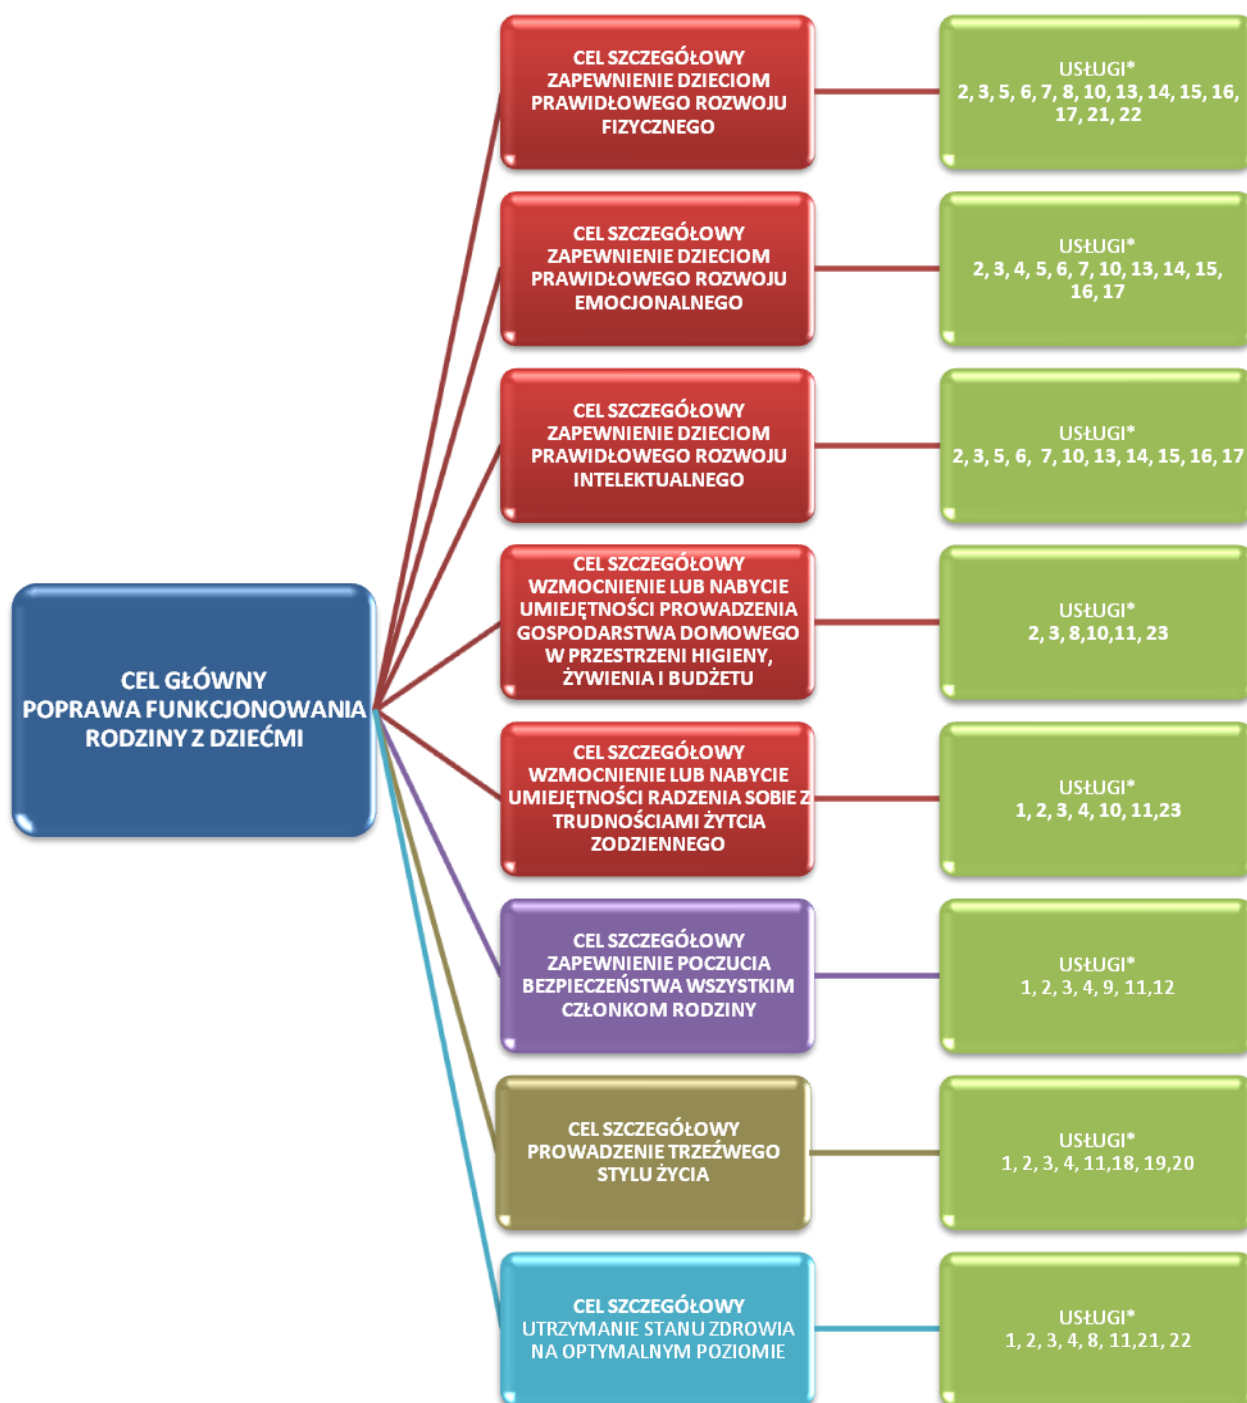 CEL GŁÓWNY
POPRAWA FUNKCJONOWANIA
RODZINY Z DZIEĆMI
CEL SZCZEGÓŁOWY
ZAPEWNIENIE DZIECIOM
PRAWIDŁOWEGO ROZWOJU
FIZYCZNEGO
USŁUGI*
2, 3, 5, 6, 7, 8, 10, 13, 14, 15, 16,
17, 21, 22
CEL SZCZEGÓŁOWY
ZAPEWNIENIE DZIECIOM
PRAWIDŁOWEGO ROZWOJU
EMOCJONALNEGO
USŁUGI*
2, 3, 4, 5, 6, 7, 10, 13, 14, 15,
16, 17
CEL SZCZEGÓŁOWY
ZAPEWNIENIE DZIECIOM
PRAWIDŁOWEGO ROZWOJU
INTELEKTUALNEGO
USŁUGI*
2, 3, 5, 6, 7, 10, 13, 14, 15, 16, 17
CEL SZCZEGÓŁOWY
WZMOCNIENIE LUB NABYCIE
UMIEJĘTNOŚCI PROWADZENIA
GOSPODARSTWA DOMOWEGO
W PRZESTRZENI HIGIENY,
ŻYWIENIA I BUDŻETU
USŁUGI*
2, 3, 8,10,11, 23
CEL SZCZEGÓŁOWY
WZMOCNIENIE LUB NABYCIE
UMIEJĘTNOŚCI RADZENIA SOBIE Z
TRUDNOŚCIAMI ŻYTCIA
ZODZIENNEGO
USŁUGI*
1, 2, 3, 4, 10, 11,23
CEL SZCZEGÓŁOWY
ZAPEWNIENIE POCZUCIA
BEZPIECZEŃSTWA WSZYSTKIM
CZŁONKOM RODZINY
USŁUGI*
1, 2, 3, 4, 9, 11,12
CEL SZCZEGÓŁOWY
PROWADZENIE TRZEŹWEGO
STYLU ŻYCIA
USŁUGI*
1, 2, 3, 4, 11,18, 19,20
CEL SZCZEGÓŁOWY
UTRZYMANIE STANU ZDROWIA
NA OPTYMALNYM POZIOMIE
USŁUGI*
1, 2, 3, 4, 8, 11,21, 22